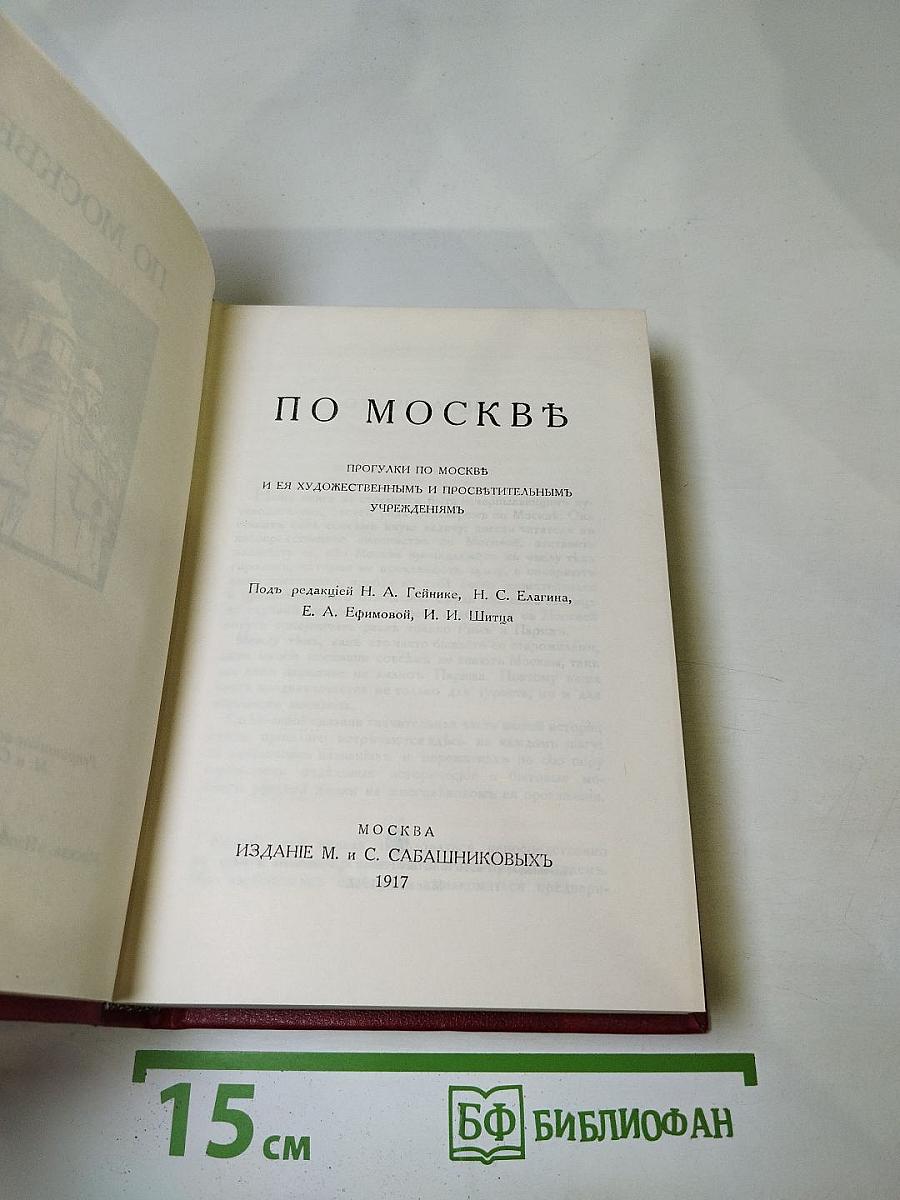 ПО МОСКВѢ
ПРОГУЛКИ ПО МОСКВѢ
И ЕЯ ХУДОЖЕСТВЕННЫМЪ И ПРОСВѢТИТЕЛЬНЫМЪ
УЧРЕЖДЕНІЯМЪ
Подъ редакціей Н. А. Гейнике, Н. С. Елагина,
Е. А. Ефимовой, И. И. Шитца
МОСКВА
ИЗДАНІЕ М. и С. САБАШНИКОВЫХЪ
1917
15 см
БФ БИБЛИОФАН